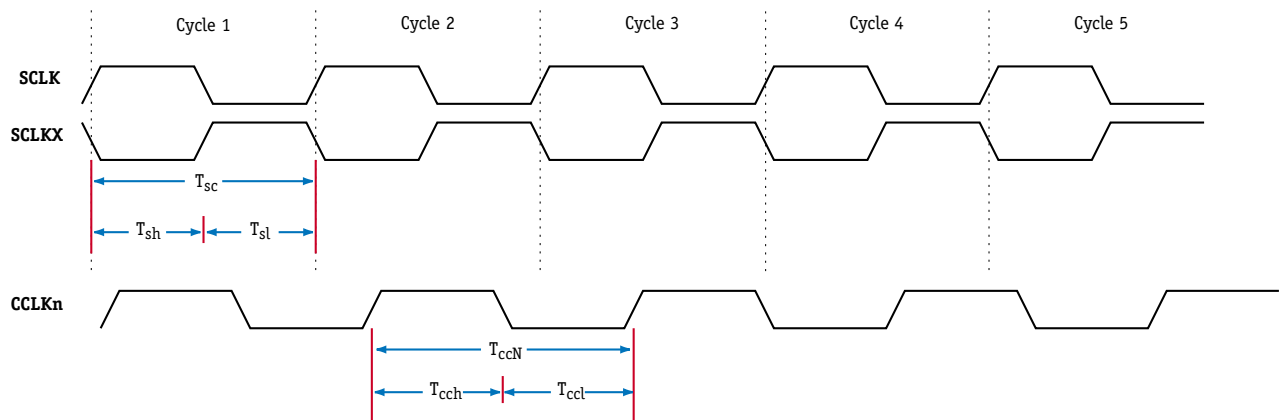 Cycle 1 Cycle 2 Cycle 3 Cycle 4 Cycle 5
SCLK
SCLKX
Tsc
Tsh Tsl
CCLKn
TccN
Tcch Tccl